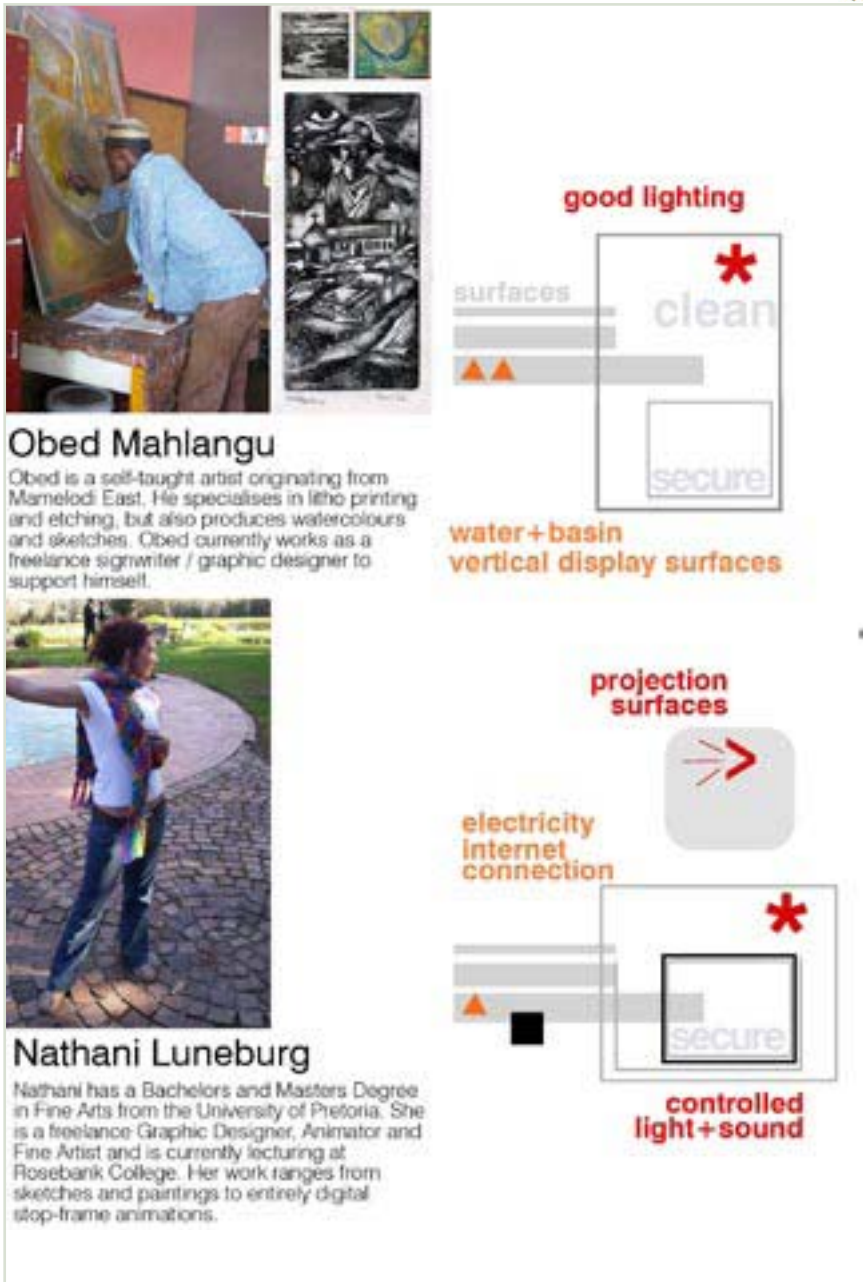 good lighting
surfaces
clean
secure
Obed Mahlangu
Obed is a self-taught artist originating from
Mamelodi East. He specialises in litho printing
and etching, but also produces watercolours
and sketches. Obed currently works as a
freelance signwriter / graphic designer to
support himself.
water+basin
vertical display surfaces
projection
surfaces
electricity
internet
connection
secure
controlled
light+sound
Nathani Luneburg
Nathani has a Bachelors and Masters Degree
in Fine Arts from the University of Pretoria. She
is a freelance Graphic Designer, Animator and
Fine Artist and is currently lecturing at
Rosebank College. Her work ranges from
sketches and paintings to entirely digital
stop-frame animations.